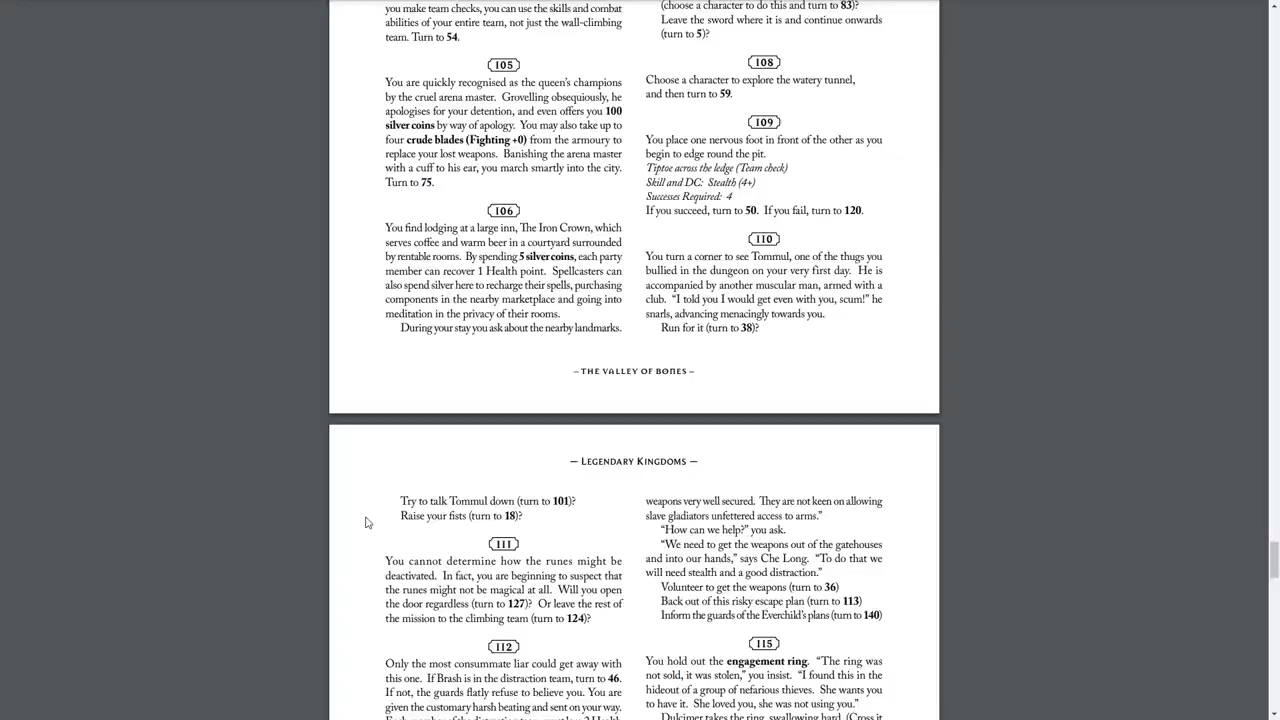 you make team checks, you can use the skills and combat
abilities of your entire team, not just the wall-climbing
team. Turn to 54.
105
You are quickly recognised as the queen's champions
by the cruel arena master. Grovelling obsequiously, he
apologises for your detention, and even offers you 100
silver coins by way of apology. You may also take up to
four crude blades (Fighting +0) from the armoury to
replace your lost weapons. Banishing the arena master
with a cuff to his ear, you march smartly into the city.
Turn to 75.
106
You find lodging at a large inn, The Iron Crown, which
serves coffee and warm beer in a courtyard surrounded
by rentable rooms. By spending 5 silver coins, each party
member can recover 1 Health point. Spellcasters can
also spend silver here to recharge their spells, purchasing
components in the nearby marketplace and going into
meditation in the privacy of their rooms.
During your stay you ask about the nearby landmarks.
(choose a character to do this and turn to 83)?
Leave the sword where it is and continue onwards
(turn to 5)?
108
Choose a character to explore the watery tunnel,
and then turn to 59.
109
You place one nervous foot in front of the other as you
begin to edge round the pit.
Tiptoe across the ledge (Team check)
Skill and DC: Stealth (4+)
Successes Required: 4
If you succeed, turn to 50. If you fail, turn to 120.
110
You turn a corner to see Tommul, one of the thugs you
bullied in the dungeon on your very first day. He is
accompanied by another muscular man, armed with a
club. “I told you I would get even with you, scum!” he
snarls, advancing menacingly towards you.
Run for it (turn to 38)?
– THE VALLEY OF BONES –
— LEGENDARY KINGDOMS —
Try to talk Tommul down (turn to 101)?
Raise your fists (turn to 18)?
111
You cannot determine how the runes might be
deactivated. In fact, you are beginning to suspect that
the runes might not be magical at all. Will you open
the door regardless (turn to 127)? Or leave the rest of
the mission to the climbing team (turn to 124)?
112
Only the most consummate liar could get away with
this one. If Brash is in the distraction team, turn to 46.
If not, the guards flatly refuse to believe you. You are
given the customary harsh beating and sent on your way.
Each member of the distraction team must lose 2 Health
weapons very well secured. They are not keen on allowing
slave gladiators unfettered access to arms.”
“How can we help?” you ask.
“We need to get the weapons out of the gatehouses
and into our hands,” says Che Long. “To do that we
will need stealth and a good distraction.”
Volunteer to get the weapons (turn to 36)
Back out of this risky escape plan (turn to 113)
Inform the guards of the Everchild's plans (turn to 140)
115
You hold out the engagement ring. “The ring was
not sold, it was stolen,” you insist. “I found this in the
hideout of a group of nefarious thieves. She wants you
to have it. She loved you, she was not using you.”
Dulcimer takes the ring, swallowing hard. (Cross it